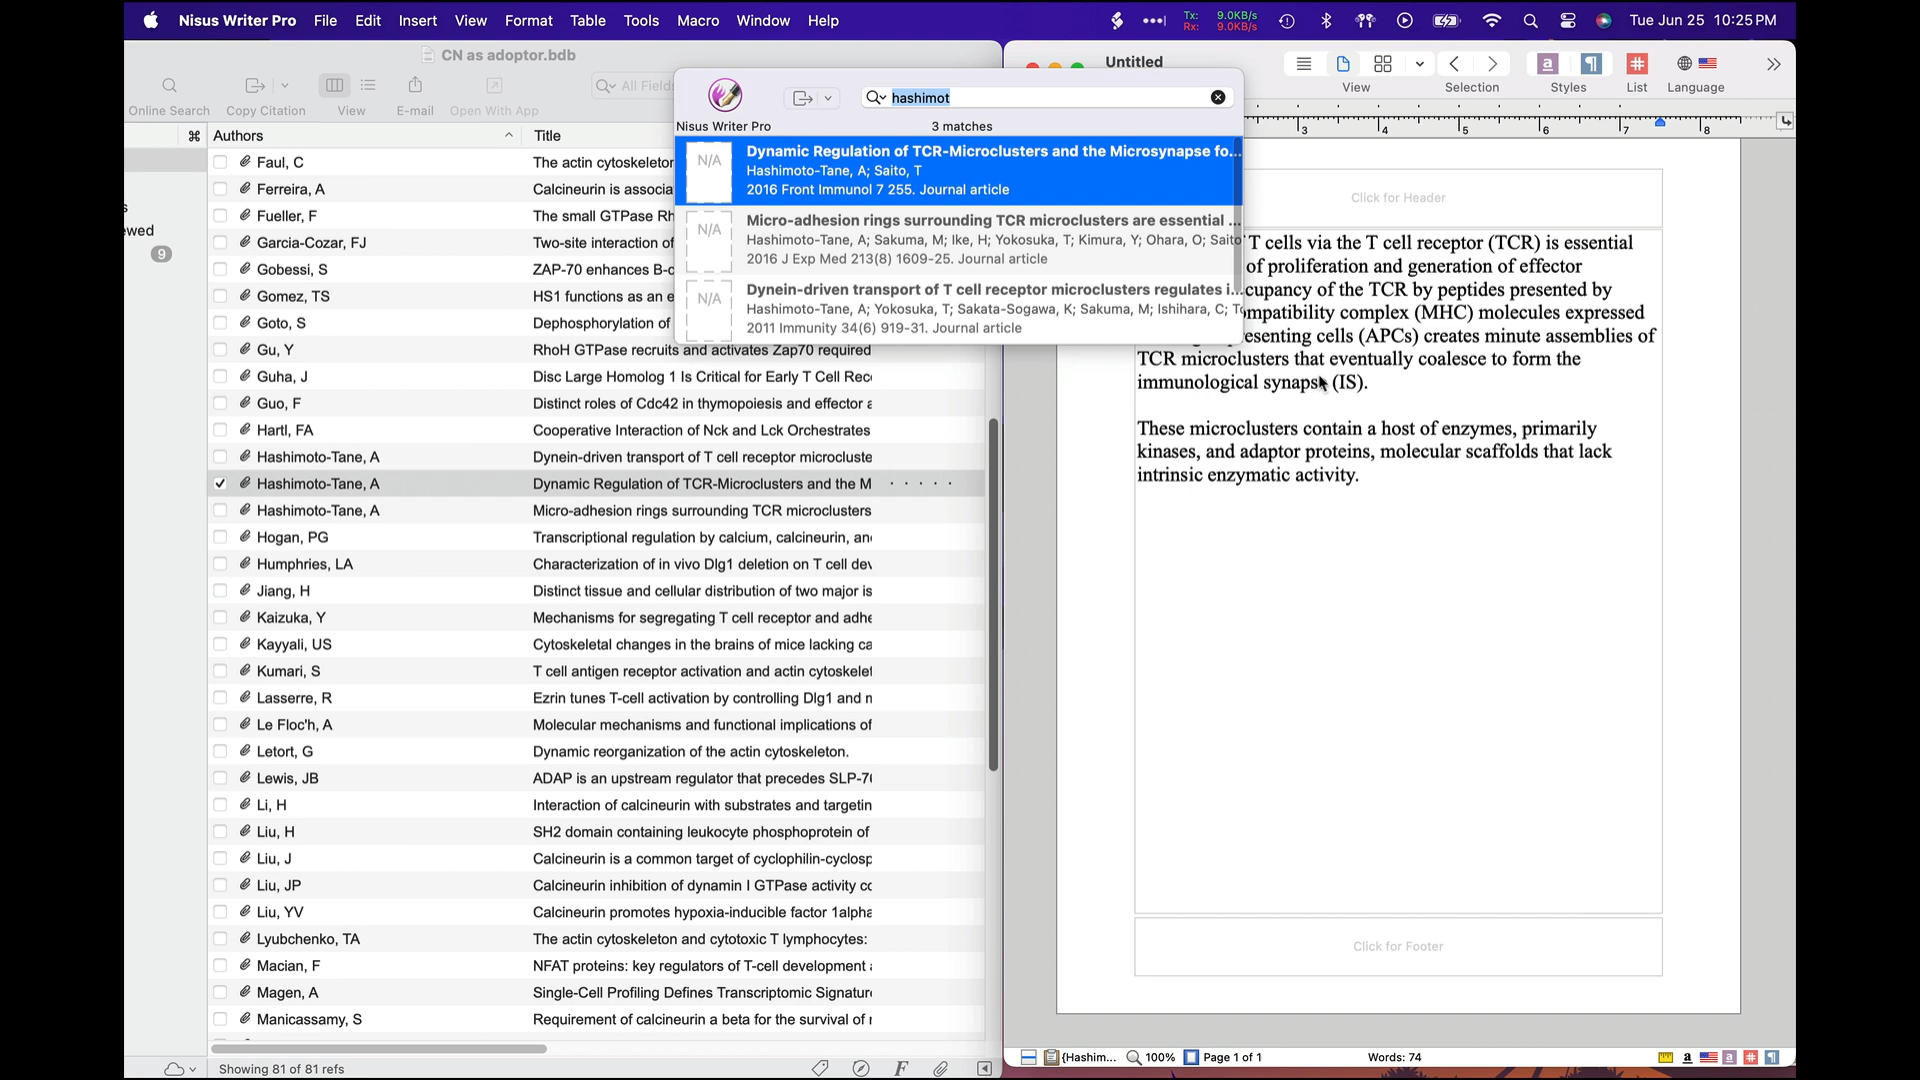 Nisus Writer Pro File Edit Insert View Format Table Tools Macro Window Help
Tx: 9.0KB/s
Rx: 9.0KB/s
Tue Jun 25 10:25 PM
CN as adoptor.bdb
All Fields
Online Search Copy Citation View E-mail Open With App
⌘ Authors Title
ewed
9
Faul, C The actin cytoskeleton
Ferreira, A Calcineurin is associa
Fueller, F The small GTPase Rh
Garcia-Cozar, FJ Two-site interaction of
Gobessi, S ZAP-70 enhances B-c
Gomez, TS HS1 functions as an e
Goto, S Dephosphorylation of
Gu, Y RhoH GTPase recruits and activates Zap70 required
Guha, J Disc Large Homolog 1 Is Critical for Early T Cell Rec
Guo, F Distinct roles of Cdc42 in thymopoiesis and effector a
Hartl, FA Cooperative Interaction of Nck and Lck Orchestrates
Hashimoto-Tane, A Dynein-driven transport of T cell receptor microcluste
Hashimoto-Tane, A Dynamic Regulation of TCR-Microclusters and the M
Hashimoto-Tane, A Micro-adhesion rings surrounding TCR microclusters
Hogan, PG Transcriptional regulation by calcium, calcineurin, an
Humphries, LA Characterization of in vivo Dlg1 deletion on T cell dev
Jiang, H Distinct tissue and cellular distribution of two major is
Kaizuka, Y Mechanisms for segregating T cell receptor and adhe
Kayyali, US Cytoskeletal changes in the brains of mice lacking ca
Kumari, S T cell antigen receptor activation and actin cytoskelet
Lasserre, R Ezrin tunes T-cell activation by controlling Dlg1 and m
Le Floc'h, A Molecular mechanisms and functional implications of
Letort, G Dynamic reorganization of the actin cytoskeleton.
Lewis, JB ADAP is an upstream regulator that precedes SLP-76
Li, H Interaction of calcineurin with substrates and targetin
Liu, H SH2 domain containing leukocyte phosphoprotein of
Liu, J Calcineurin is a common target of cyclophilin-cyclosp
Liu, JP Calcineurin inhibition of dynamin I GTPase activity co
Liu, YV Calcineurin promotes hypoxia-inducible factor 1alpha
Lyubchenko, TA The actin cytoskeleton and cytotoxic T lymphocytes:
Macian, F NFAT proteins: key regulators of T-cell development
Magen, A Single-Cell Profiling Defines Transcriptomic Signatur
Manicassamy, S Requirement of calcineurin a beta for the survival of
Showing 81 of 81 refs
hashimot
Nisus Writer Pro 3 matches
N/A
Dynamic Regulation of TCR-Microclusters and the Microsynapse fo...
Hashimoto-Tane, A; Saito, T
2016 Front Immunol 7 255. Journal article
N/A
Micro-adhesion rings surrounding TCR microclusters are essential ...
Hashimoto-Tane, A; Sakuma, M; Ike, H; Yokosuka, T; Kimura, Y; Ohara, O; Saito
2016 J Exp Med 213(8) 1609-25. Journal article
N/A
Dynein-driven transport of T cell receptor microclusters regulates i...
Hashimoto-Tane, A; Yokosuka, T; Sakata-Sogawa, K; Sakuma, M; Ishihara, C; To
2011 Immunity 34(6) 919-31. Journal article
Untitled
a ¶ #
View Selection Styles List Language
3 4 5 6 7 8
Click for Header
T cells via the T cell receptor (TCR) is essential
of proliferation and generation of effector
cupancy of the TCR by peptides presented by
mpatibility complex (MHC) molecules expressed
esenting cells (APCs) creates minute assemblies of
TCR microclusters that eventually coalesce to form the
immunological synapse (IS).
These microclusters contain a host of enzymes, primarily
kinases, and adaptor proteins, molecular scaffolds that lack
intrinsic enzymatic activity.
Click for Footer
{Hashim... 100% Page 1 of 1 Words: 74